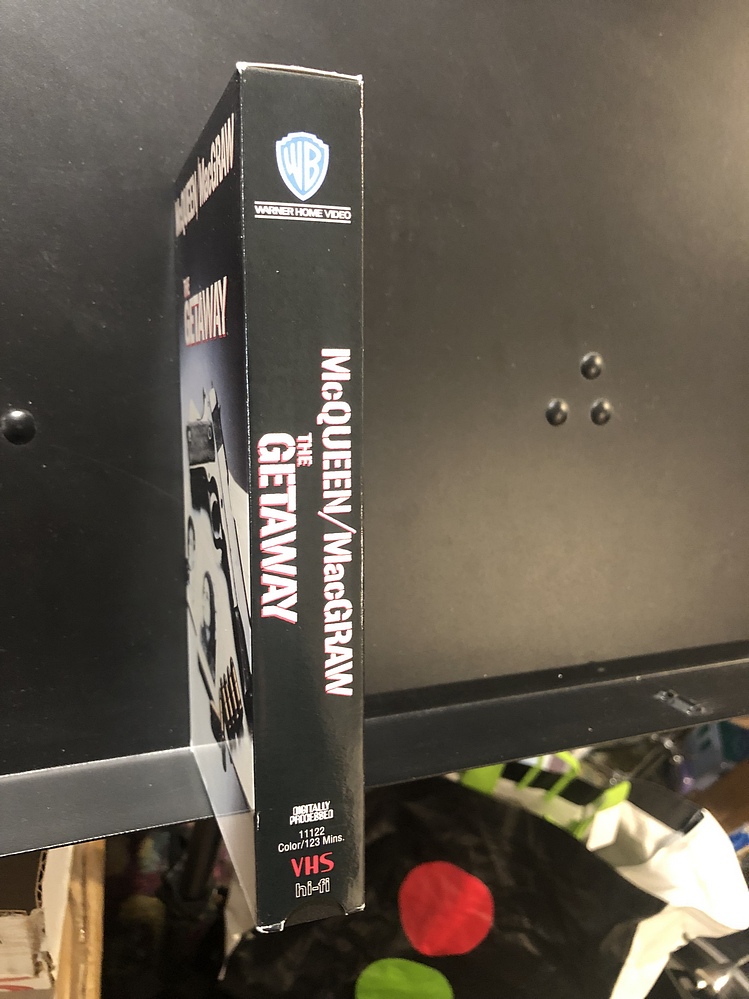 McQUEEN/MacGRAW
THE
GETAWAY
WB
WARNER HOME VIDEO
McQUEEN/MacGRAW
THE
GETAWAY
DIGITALLY
PROCESSED
11122
Color/123 Mins.
VHS
hi-fi